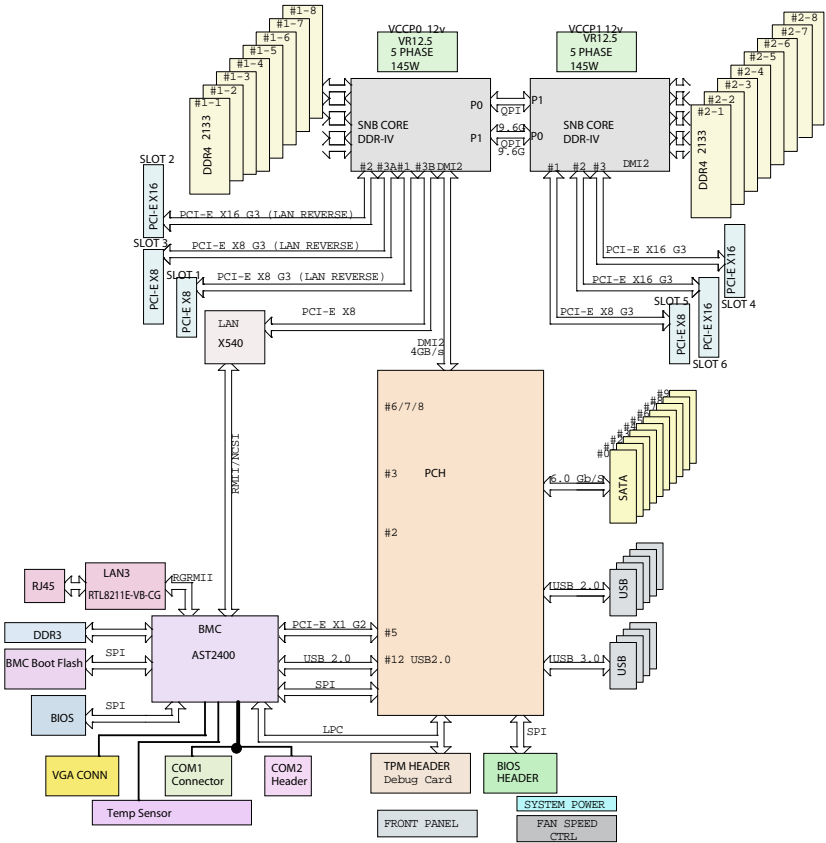 #1-8
#1-7
#1-6
#1-5
#1-4
#1-3
#1-2
#1-1
DDR4 2133
VCCP0 12v
VR12.5
5 PHASE
145W
VCCP1 12v
VR12.5
5 PHASE
145W
#2-8
#2-7
#2-6
#2-5
#2-4
#2-3
#2-2
#2-1
DDR4 2133
SNB CORE
DDR-IV
P0
P1
#2 #3A #1 #3B DMI2
QPI
9.6G
QPI
9.6G
P1
P0
SNB CORE
DDR-IV
DMI2
#1 #2 #3
SLOT 2
PCI-E X16
PCI-E X16 G3 (LAN REVERSE)
SLOT 3
PCI-E X8
PCI-E X8 G3 (LAN REVERSE)
SLOT 1
PCI-E X8
PCI-E X8 G3 (LAN REVERSE)
PCI-E X8
LAN
X540
DMI2
4GB/s
PCI-E X16 G3
PCI-E X16
SLOT 4
PCI-E X16 G3
PCI-E X16
SLOT 6
SLOT 5
PCI-E X8 G3
PCI-E X8
RMII/NCSI
#6/7/8
#3
PCH
#2
#5
#12 USB2.0
6.0 Gb/s
#9
#8
#7
#6
#5
#4
#3
#2
#1
#0
SATA
USB 2.0
USB
USB 3.0
USB
RJ45
LAN3
RTL8211E-VB-CG
RGRMII
BMC
AST2400
DDR3
BMC Boot Flash
SPI
BIOS
SPI
PCI-E X1 G2
USB 2.0
SPI
LPC
SPI
VGA CONN
COM1
Connector
COM2
Header
Temp Sensor
TPM HEADER
Debug Card
BIOS
HEADER
FRONT PANEL
SYSTEM POWER
FAN SPEED
CTRL